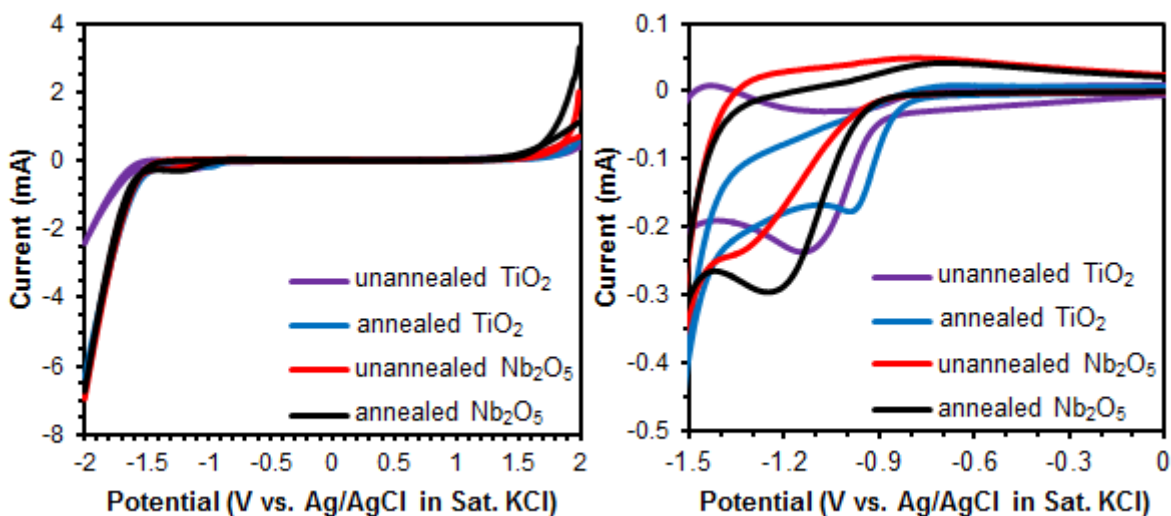 4
2
0
-2
-4
-6
-8
Current (mA)
unannealed TiO₂
annealed TiO₂
unannealed Nb₂O₅
annealed Nb₂O₅
-2 -1.5 -1 -0.5 0 0.5 1 1.5 2
Potential (V vs. Ag/AgCl in Sat. KCl)
0.1
0
-0.1
-0.2
-0.3
-0.4
-0.5
Current (mA)
unannealed TiO₂
annealed TiO₂
unannealed Nb₂O₅
annealed Nb₂O₅
-1.5 -1.2 -0.9 -0.6 -0.3 0
Potential (V vs. Ag/AgCl in Sat. KCl)